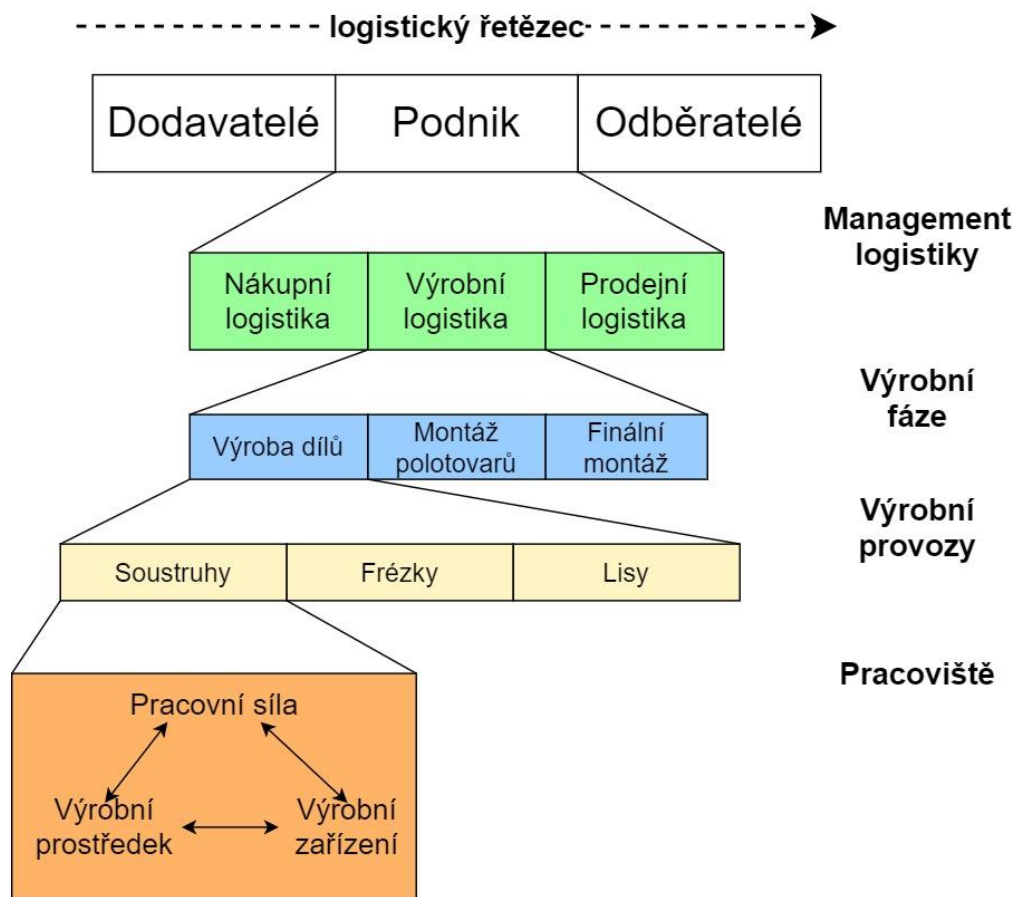 logistický řetězec
Dodavatelé Podnik Odběratelé
Management
logistiky
Nákupní
logistika
Výrobní
logistika
Prodejní
logistika
Výrobní
fáze
Výroba dílů
Montáž
polotovarů
Finální
montáž
Výrobní
provozy
Soustruhy Frézky Lisy
Pracoviště
Pracovní síla
Výrobní
prostředek
Výrobní
zařízení